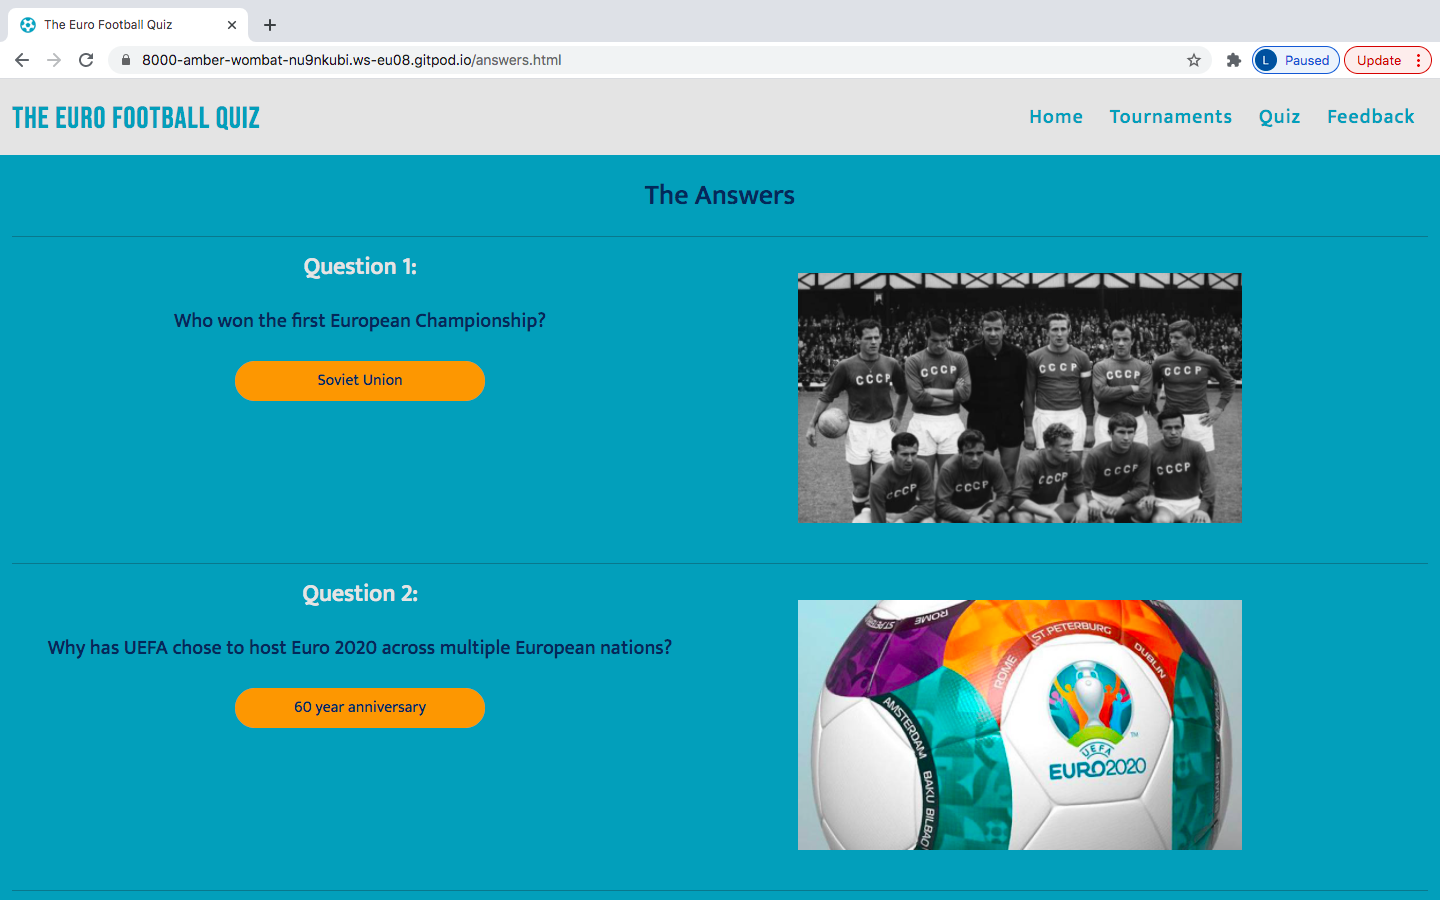 The Euro Football Quiz
8000-amber-wombat-nu9nkubi.ws-eu08.gitpod.io/answers.html
L Paused
Update
THE EURO FOOTBALL QUIZ
Home Tournaments Quiz Feedback
The Answers
Question 1:
Who won the first European Championship?
Soviet Union
CCCP CCCP CCCP CCCP CCCP
CCCP CCCP CCCP CCCP CCCP
Question 2:
Why has UEFA chose to host Euro 2020 across multiple European nations?
60 year anniversary
ROME
ROME ST.PETERBURG DUBLIN
AMSTERDAM BAKU BILBAO
TM
UEFA
EURO2020